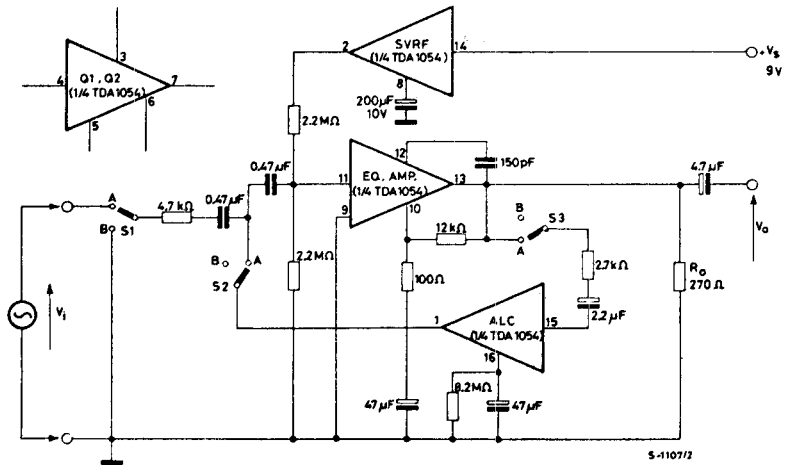 3
4
Q1, Q2
(1/4 TDA1054)
7
6
5
2
SVRF
(1/4 TDA1054)
14
8
+Vs
9V
200µF
10V
2.2MΩ
0.47µF
12
150pF
11
EQ. AMP.
(1/4 TDA1054)
13
9
10
4.7µF
A
4.7kΩ
0.47µF
B
S1
B
A
S2
2.2MΩ
12kΩ
B
A
S3
100Ω
2.7kΩ
2.2µF
Ro
270Ω
Vo
Vi
1
ALC
(1/4 TDA1054)
15
16
8.2MΩ
47µF
47µF
S-1107/2